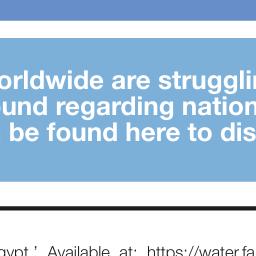 orldwide are strugglin
und regarding nation
be found here to dis
gypt.' Available at: https://water.fa